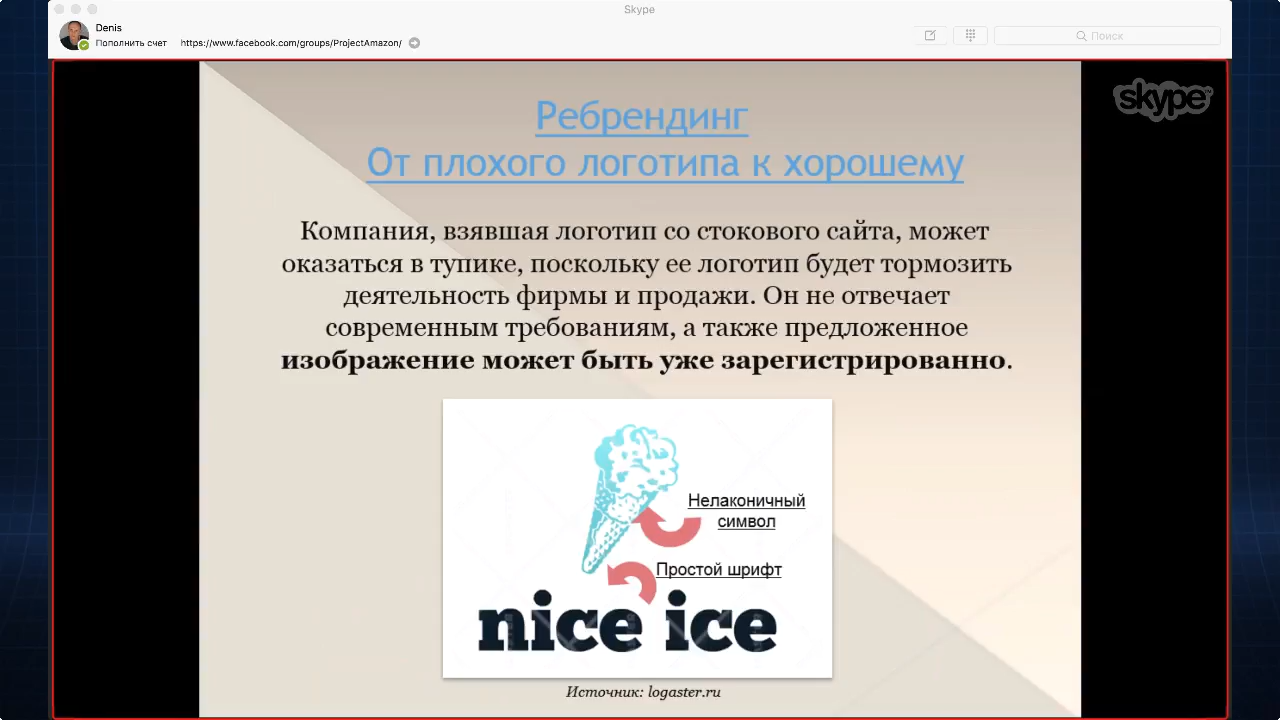 Skype
Denis
Пополнить счет https://www.facebook.com/groups/ProjectAmazon/
Поиск
skype
Ребрендинг
От плохого логотипа к хорошему
Компания, взявшая логотип со стокового сайта, может
оказаться в тупике, поскольку ее логотип будет тормозить
деятельность фирмы и продажи. Он не отвечает
современным требованиям, а также предложенное
изображение может быть уже зарегистрированно.
Нелаконичный
символ
Простой шрифт
nice ice
Источник: logaster.ru